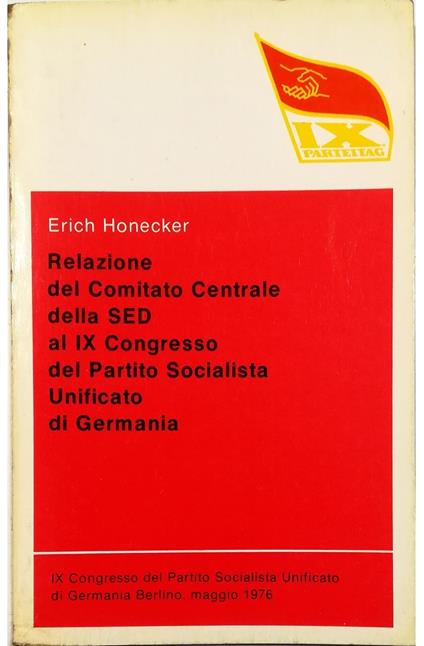 IX.
PARTEITAG
Erich Honecker
Relazione
del Comitato Centrale
della SED
al IX Congresso
del Partito Socialista
Unificato
di Germania
IX Congresso del Partito Socialista Unificato
di Germania Berlino. maggio 1976